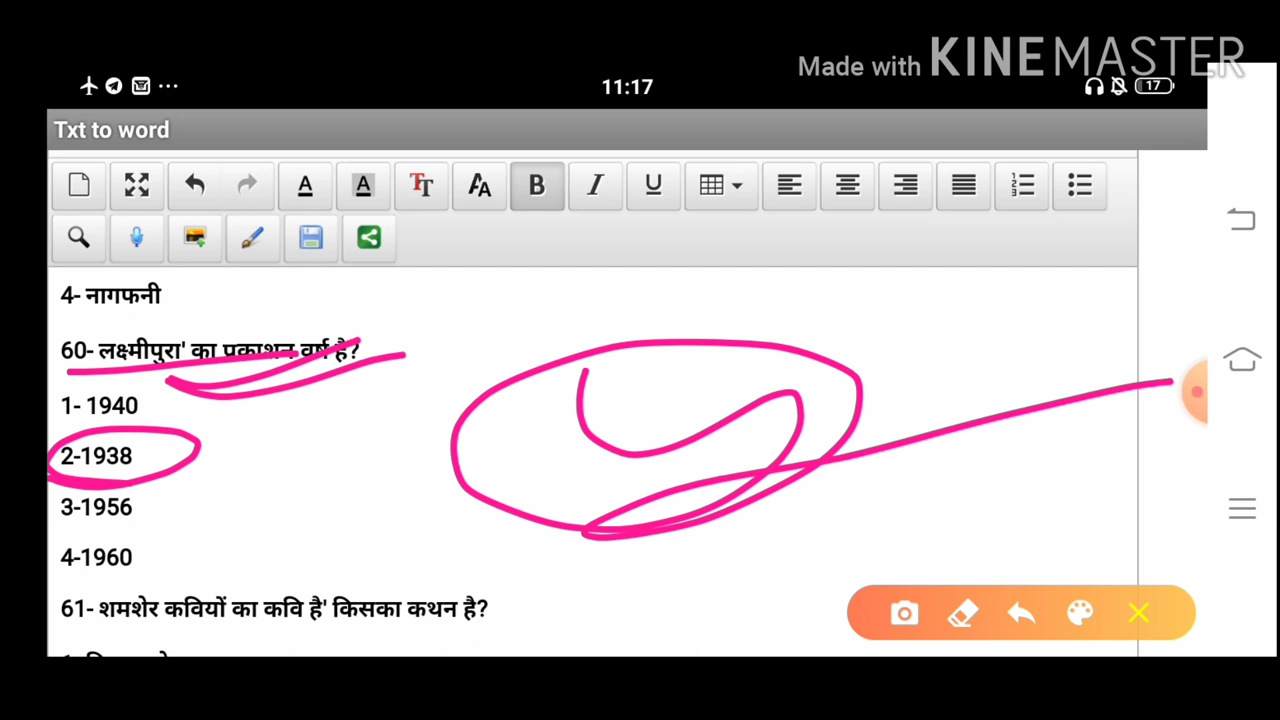 Made with KINEMASTER
11:17
17
Txt to word
4- नागफनी
60- लक्ष्मीपुरा' का प्रकाशन वर्ष है?
1- 1940
2-1938
3-1956
4-1960
61- शमशेर कवियों का कवि है' किसका कथन है?